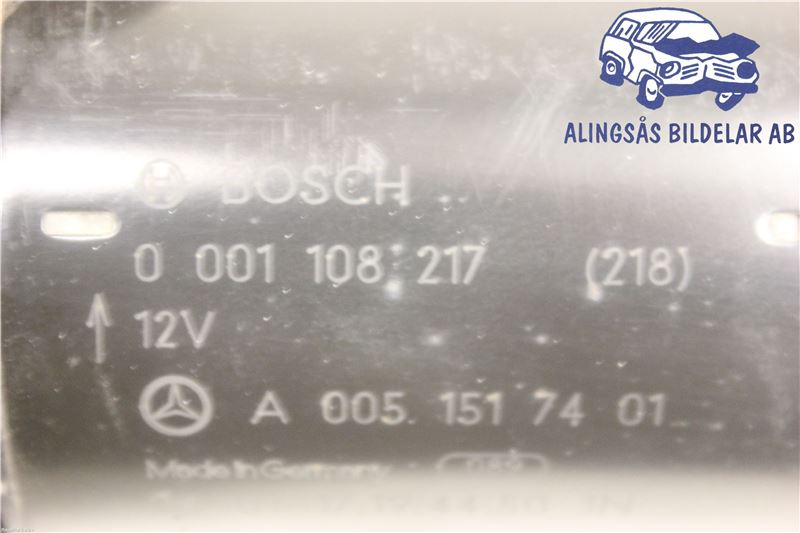 ALINGSÅS BILDELAR AB
BOSCH
0 001 108 217 (218)
12V
A 005 151 74 01
Made in Germany